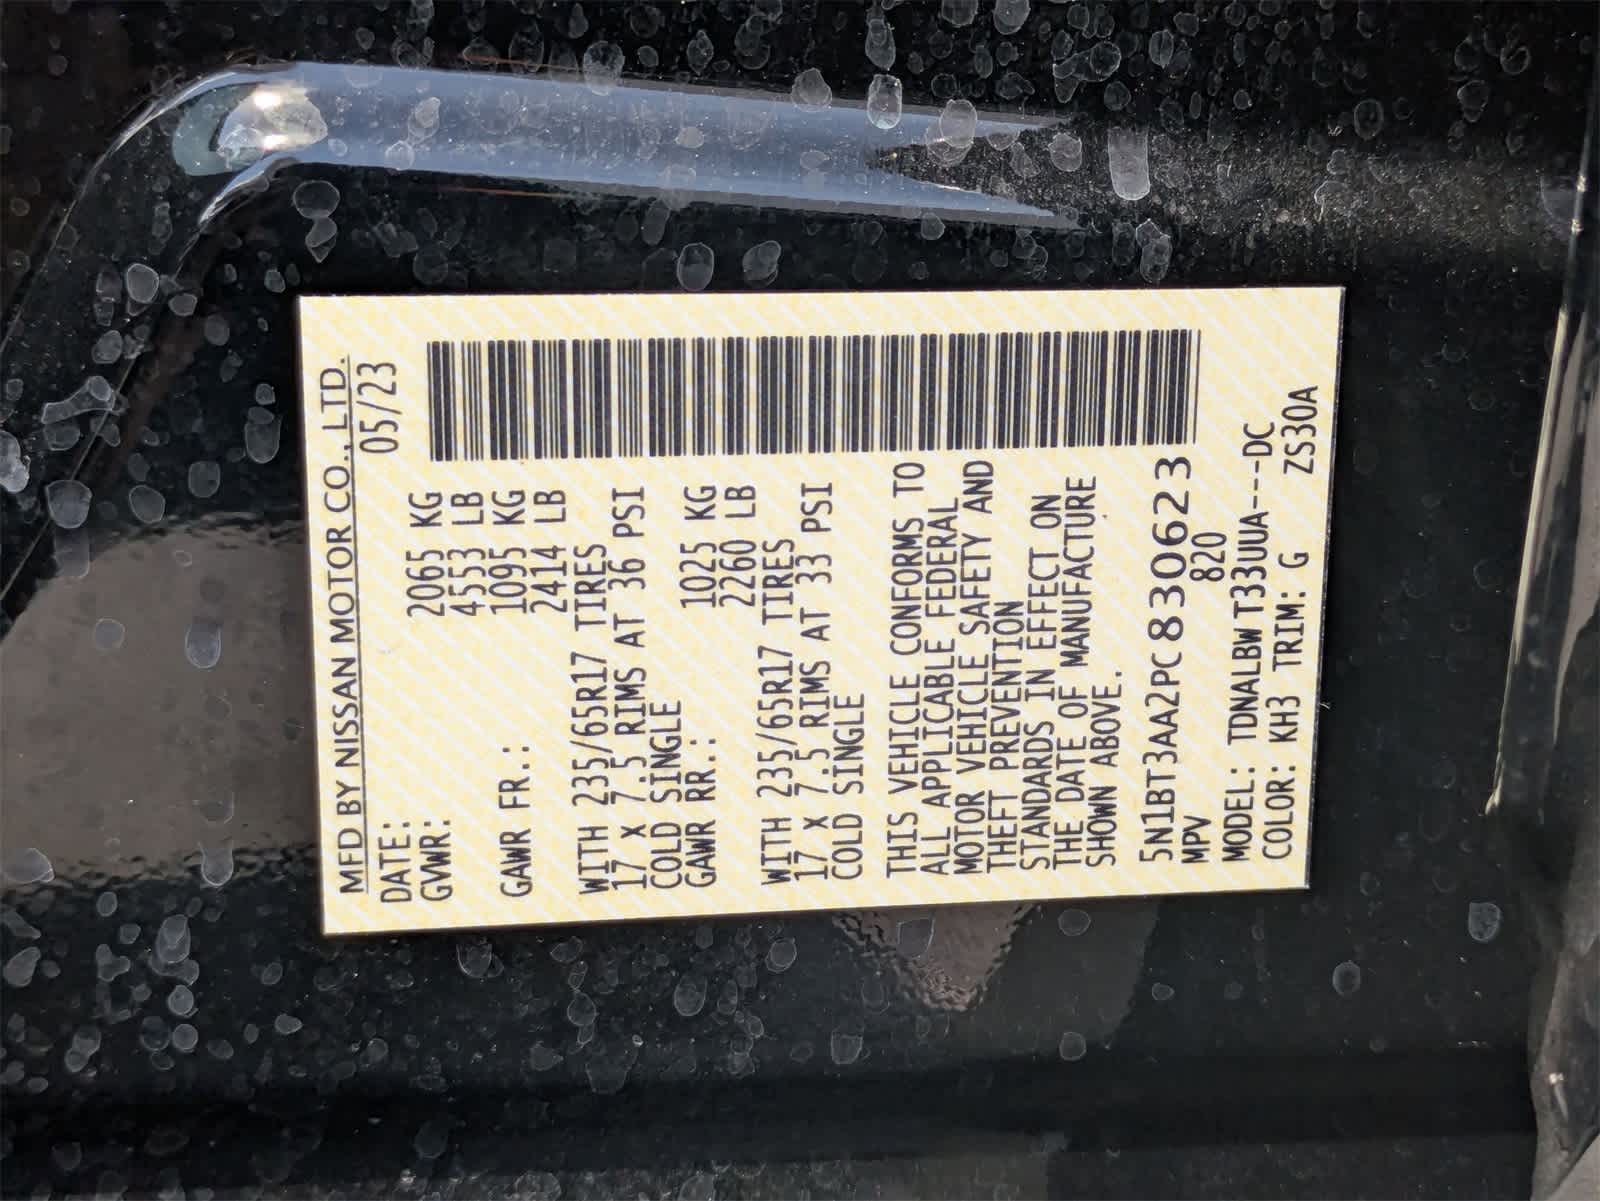 MFD BY NISSAN MOTOR CO., LTD.
DATE: 05/23
GVWR: 2065 KG
4553 LB
GAWR FR.: 1095 KG
2414 LB
WITH 235/65R17 TIRES
17 X 7.5 RIMS AT 36 PSI
COLD SINGLE
GAWR RR.: 1025 KG
2260 LB
WITH 235/65R17 TIRES
17 X 7.5 RIMS AT 33 PSI
COLD SINGLE
THIS VEHICLE CONFORMS TO
ALL APPLICABLE FEDERAL
MOTOR VEHICLE SAFETY AND
THEFT PREVENTION
STANDARDS IN EFFECT ON
THE DATE OF MANUFACTURE
SHOWN ABOVE.
5N1BT3AA2PC830623
MPV 820
MODEL: TDNALBW T33UUA---DC
COLOR: KH3 TRIM: G ZS30A